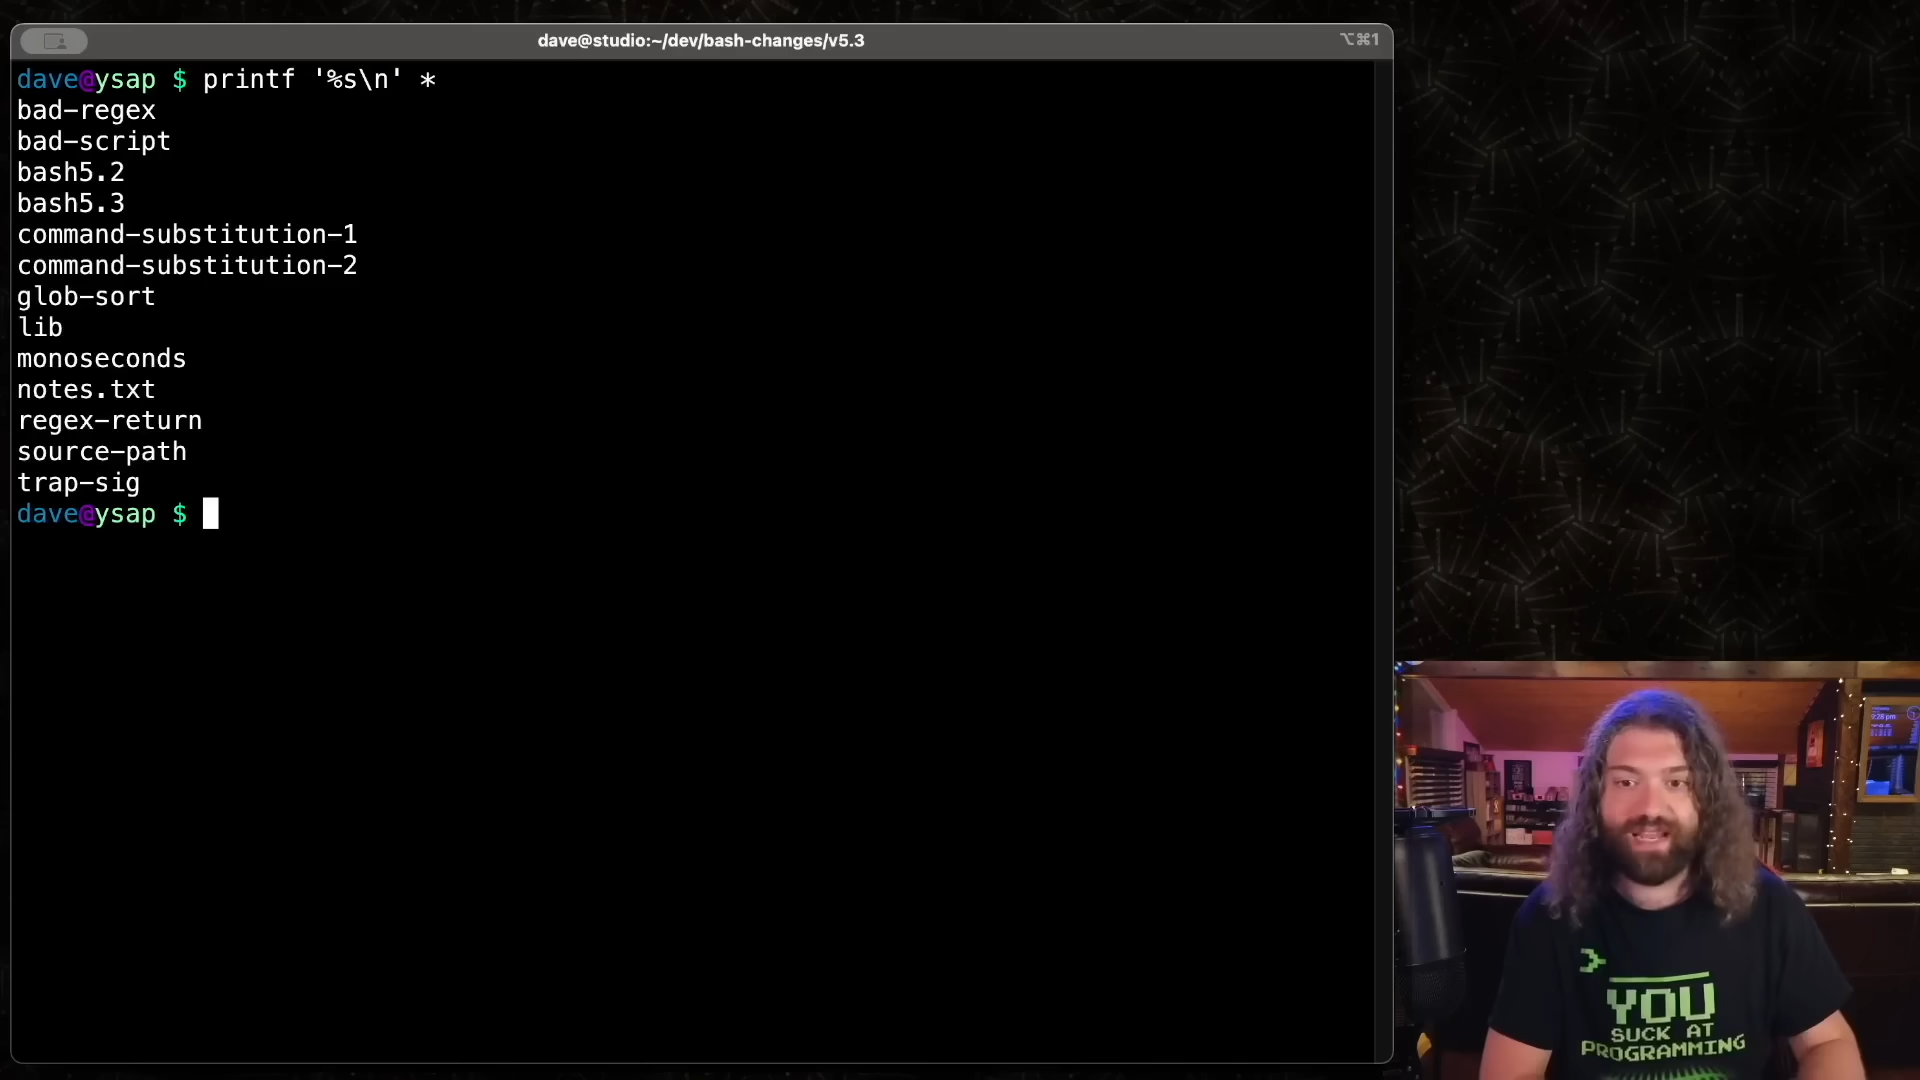 dave@studio:~/dev/bash-changes/v5.3
⌥⌘1
dave@ysap $ printf '%s\n' *
bad-regex
bad-script
bash5.2
bash5.3
command-substitution-1
command-substitution-2
glob-sort
lib
monoseconds
notes.txt
regex-return
source-path
trap-sig
dave@ysap $
YOU
SUCK AT
PROGRAMMING